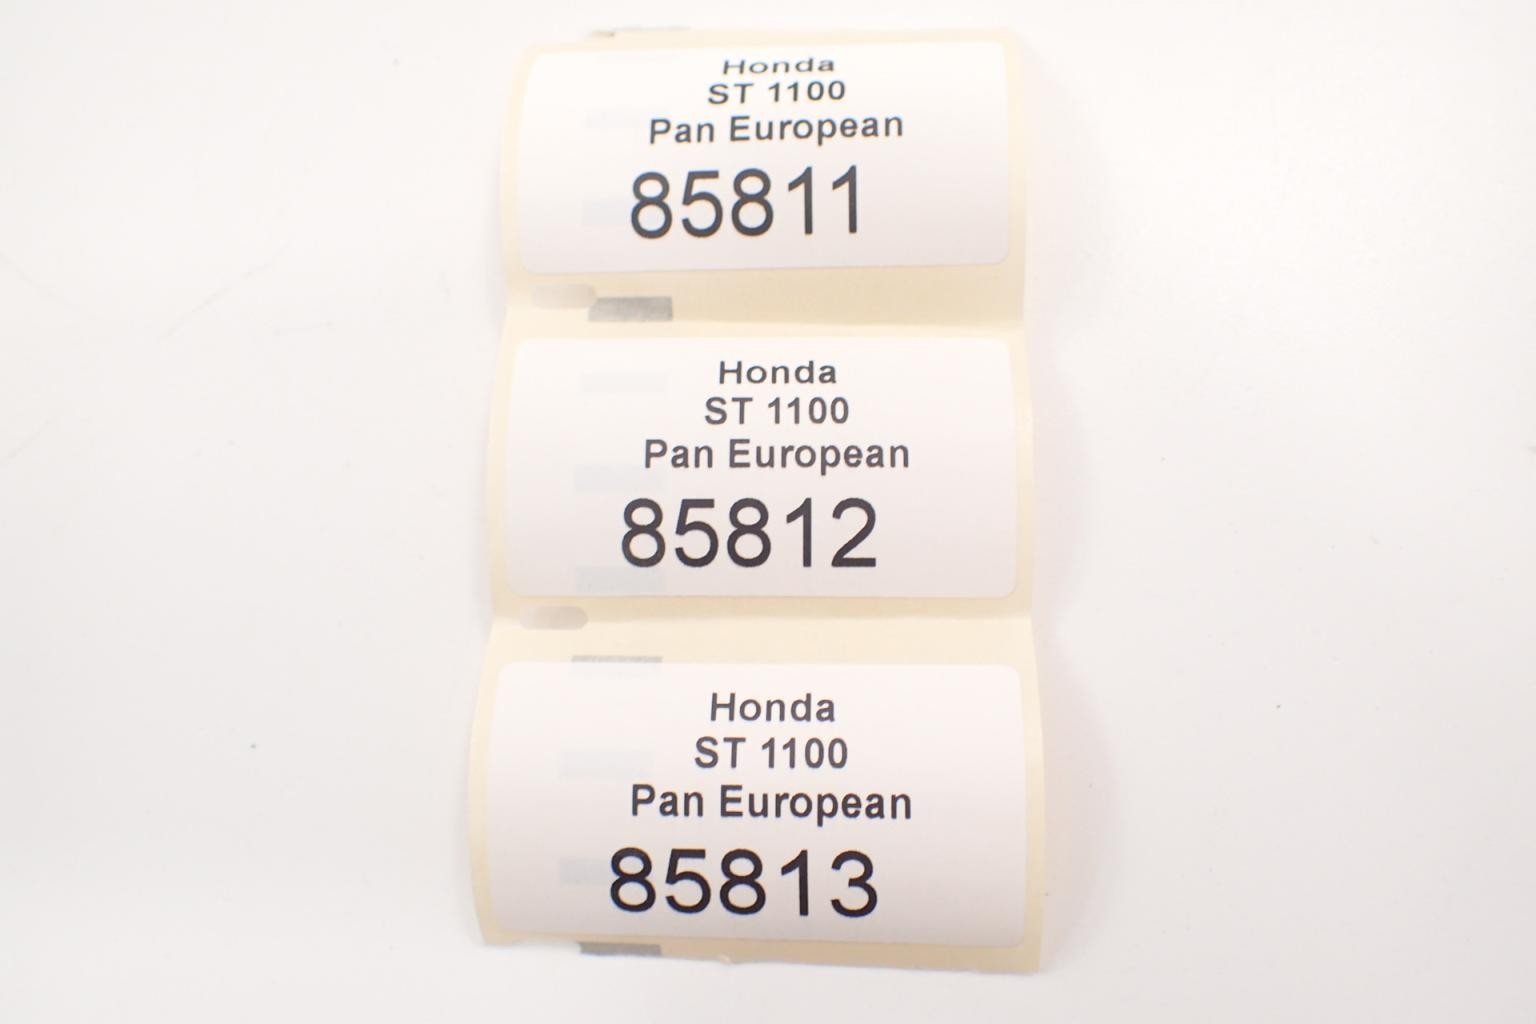 Honda
ST 1100
Pan European
85811
Honda
ST 1100
Pan European
85812
Honda
ST 1100
Pan European
85813